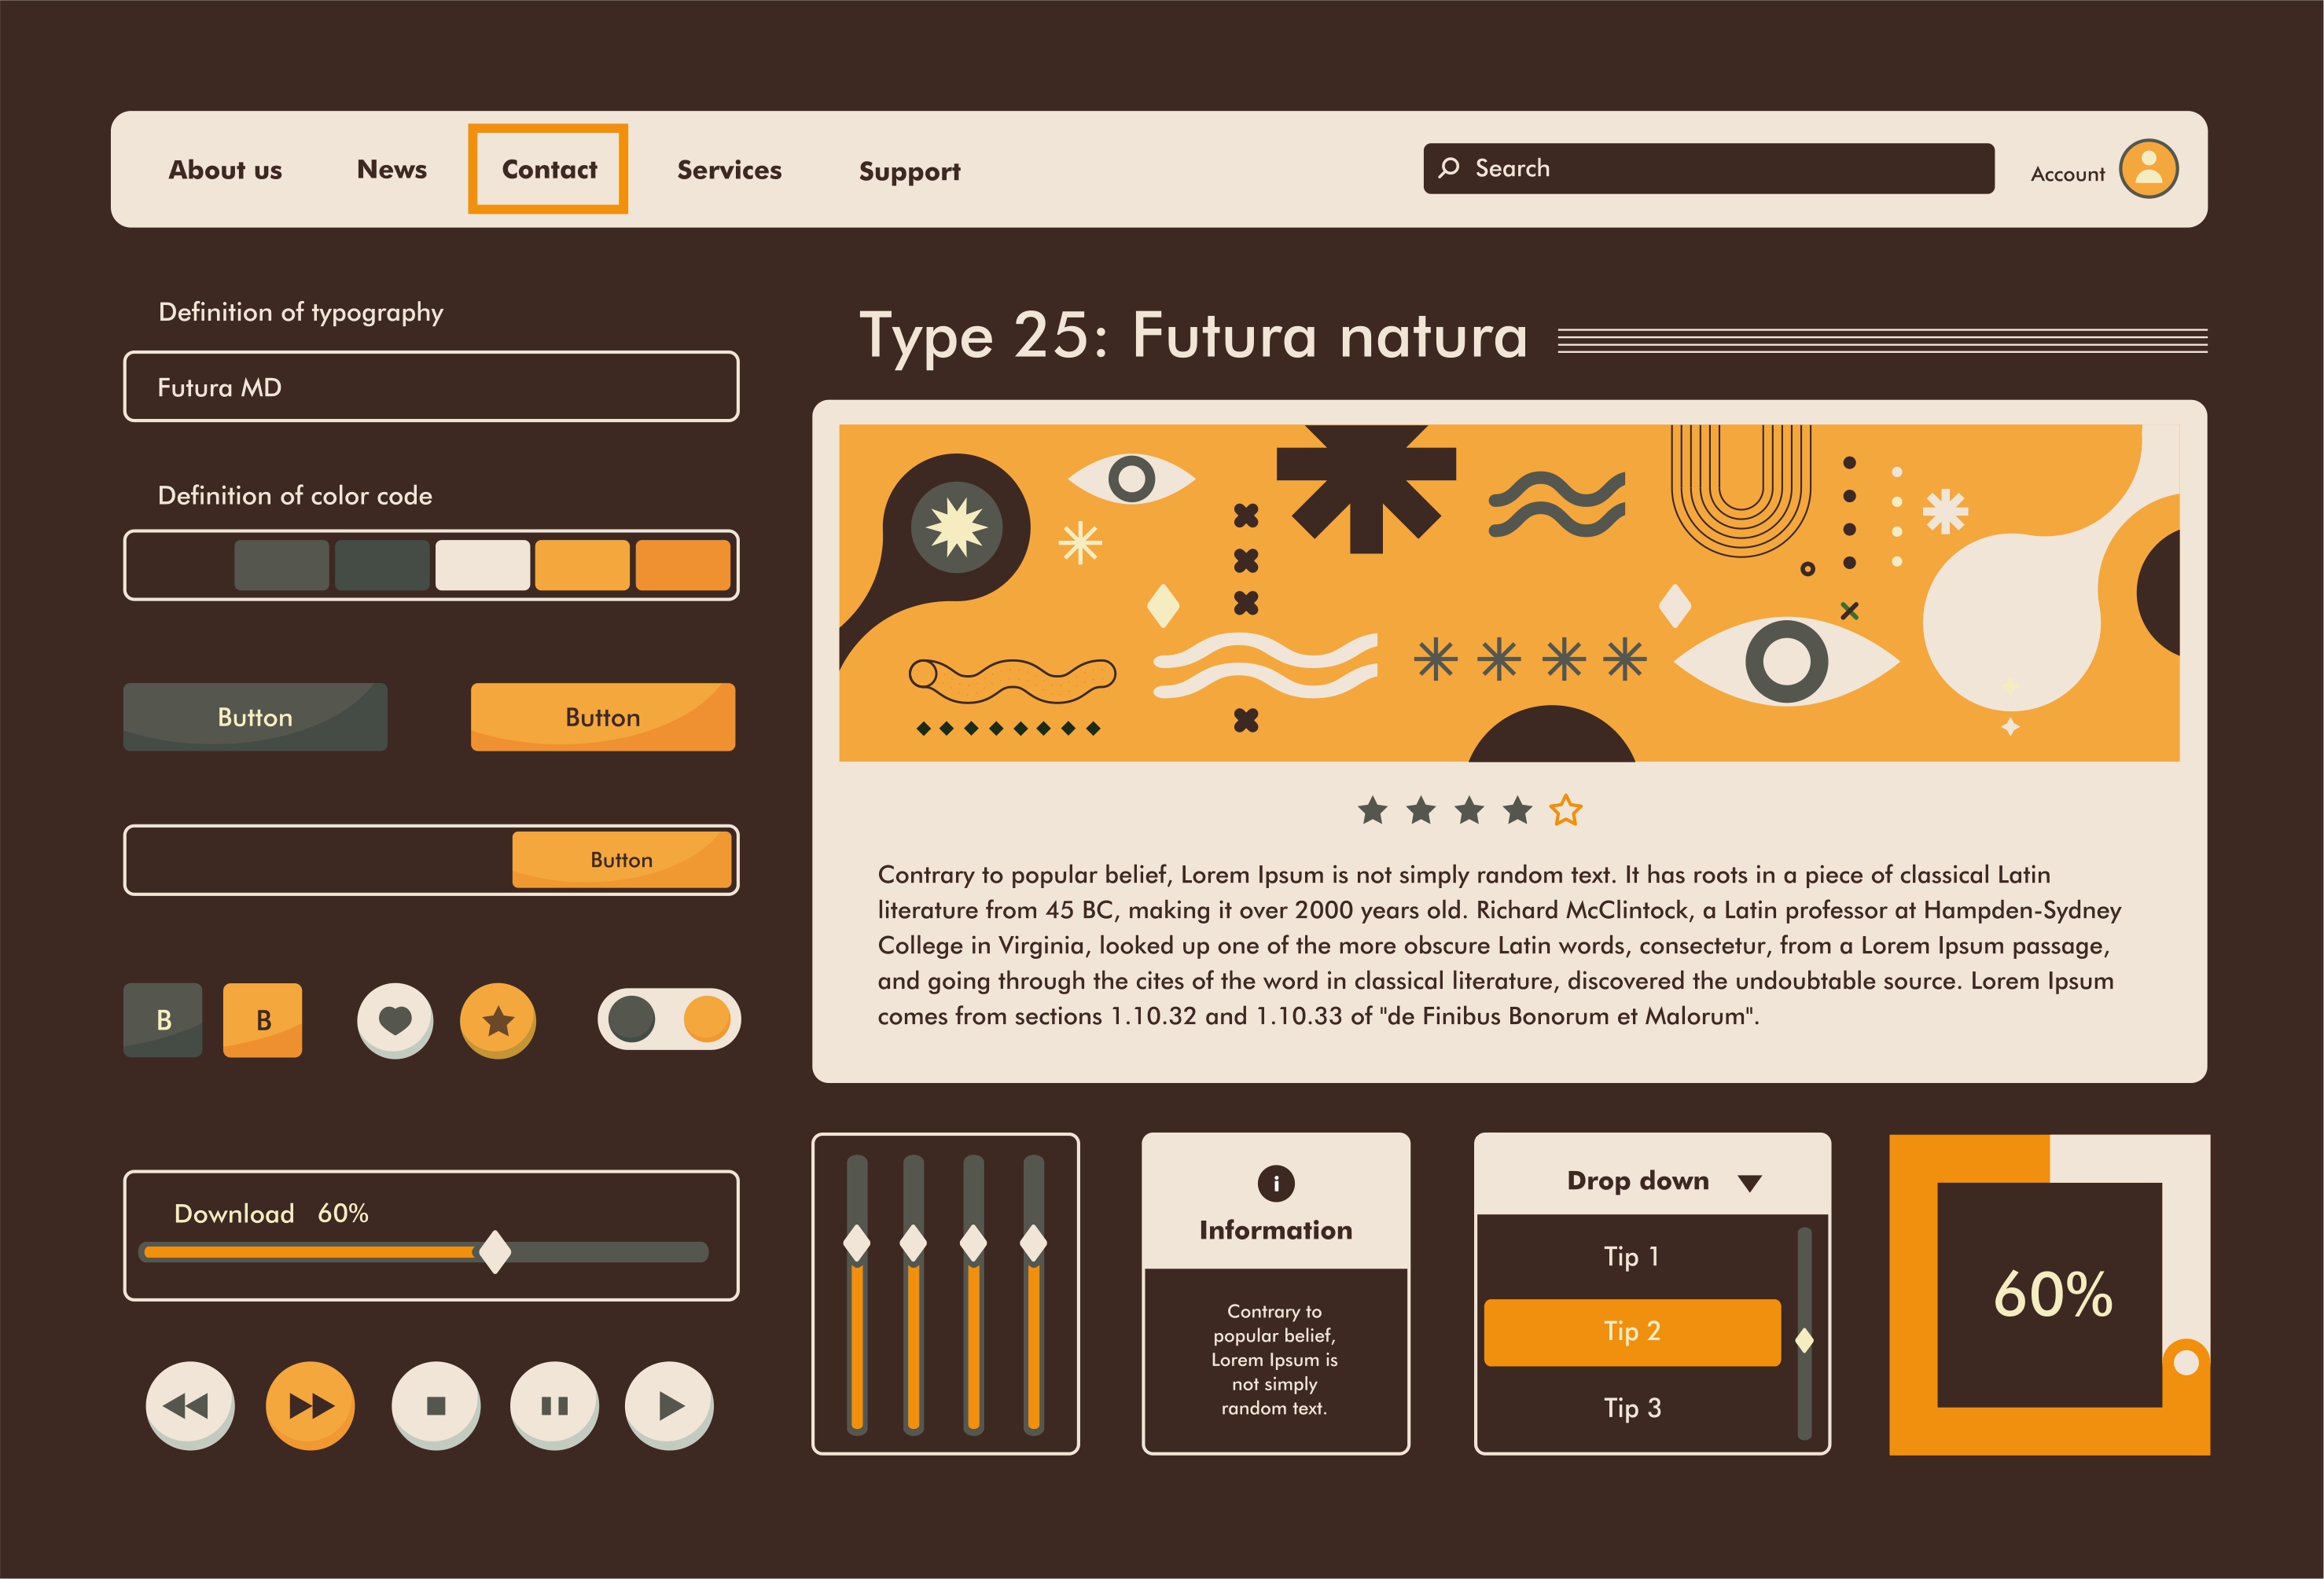 About us News Contact Services Support Search Account
Definition of typography
Futura MD
Definition of color code
Button Button
Button
B B
Download 60%
Type 25: Futura natura
Contrary to popular belief, Lorem Ipsum is not simply random text. It has roots in a piece of classical Latin
literature from 45 BC, making it over 2000 years old. Richard McClintock, a Latin professor at Hampden-Sydney
College in Virginia, looked up one of the more obscure Latin words, consectetur, from a Lorem Ipsum passage,
and going through the cites of the word in classical literature, discovered the undoubtable source. Lorem Ipsum
comes from sections 1.10.32 and 1.10.33 of "de Finibus Bonorum et Malorum".
i
Information
Contrary to
popular belief,
Lorem Ipsum is
not simply
random text.
Drop down
Tip 1
Tip 2
Tip 3
60%